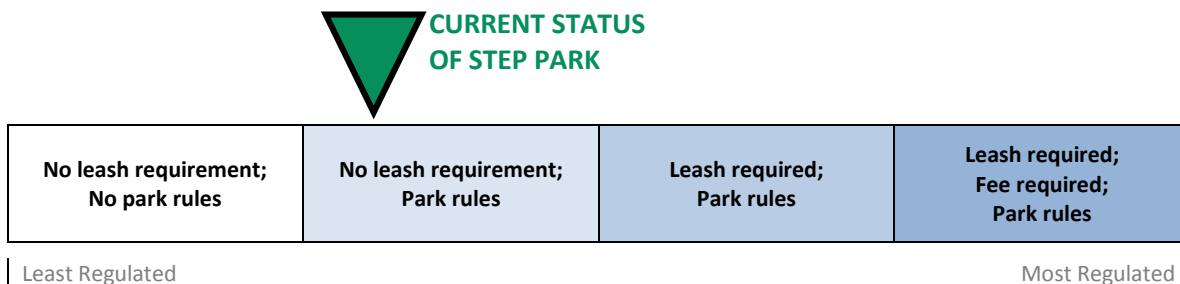 CURRENT STATUS
OF STEP PARK
No leash requirement;
No park rules
No leash requirement;
Park rules
Leash required;
Park rules
Leash required;
Fee required;
Park rules
Least Regulated
Most Regulated